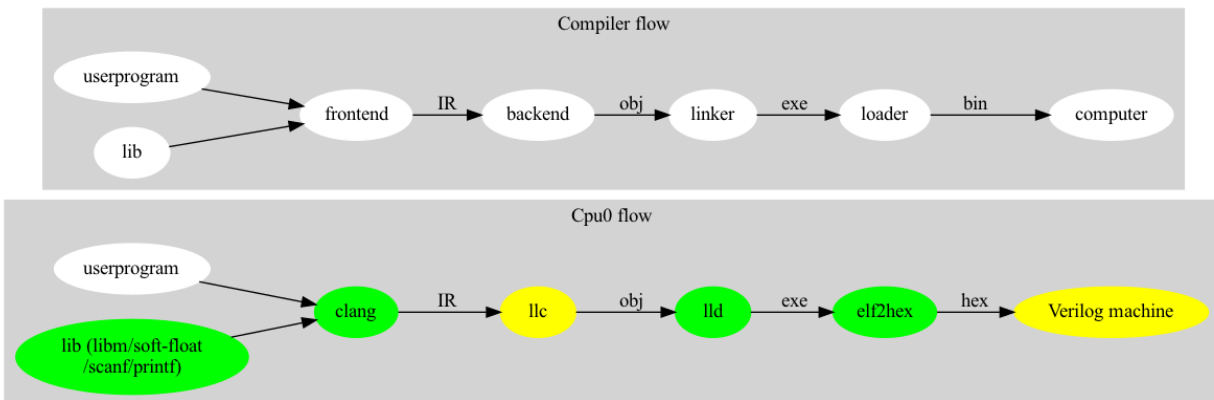 Compiler flow
userprogram
lib
frontend
IR
backend
obj
linker
exe
loader
bin
computer
Cpu0 flow
userprogram
lib (libm/soft-float
/scanf/printf)
clang
IR
llc
obj
lld
exe
elf2hex
hex
Verilog machine